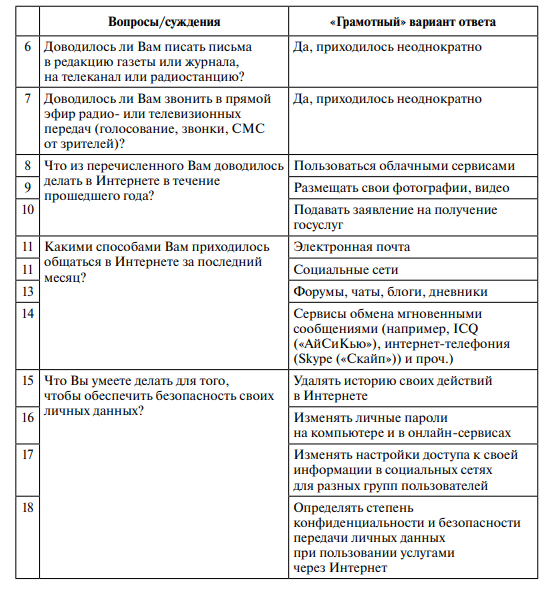 Вопросы/суждения
«Грамотный» вариант ответа
6
Доводилось ли Вам писать письма
в редакцию газеты или журнала,
на телеканал или радиостанцию?
Да, приходилось неоднократно
7
Доводилось ли Вам звонить в прямой
эфир радио- или телевизионных
передач (голосование, звонки, СМС
от зрителей)?
Да, приходилось неоднократно
8
Что из перечисленного Вам доводилось
делать в Интернете в течение
прошедшего года?
Пользоваться облачными сервисами
9
Размещать свои фотографии, видео
10
Подавать заявление на получение
госуслуг
11
Какими способами Вам приходилось
общаться в Интернете за последний
месяц?
Электронная почта
11
Социальные сети
13
Форумы, чаты, блоги, дневники
14
Сервисы обмена мгновенными
сообщениями (например, ICQ
(«АйСиКью»), интернет-телефония
(Skype («Скайп»)) и проч.)
15
Что Вы умеете делать для того,
чтобы обеспечить безопасность своих
личных данных?
Удалять историю своих действий
в Интернете
16
Изменять личные пароли
на компьютере и в онлайн-сервисах
17
Изменять настройки доступа к своей
информации в социальных сетях
для разных групп пользователей
18
Определять степень
конфиденциальности и безопасности
передачи личных данных
при пользовании услугами
через Интернет